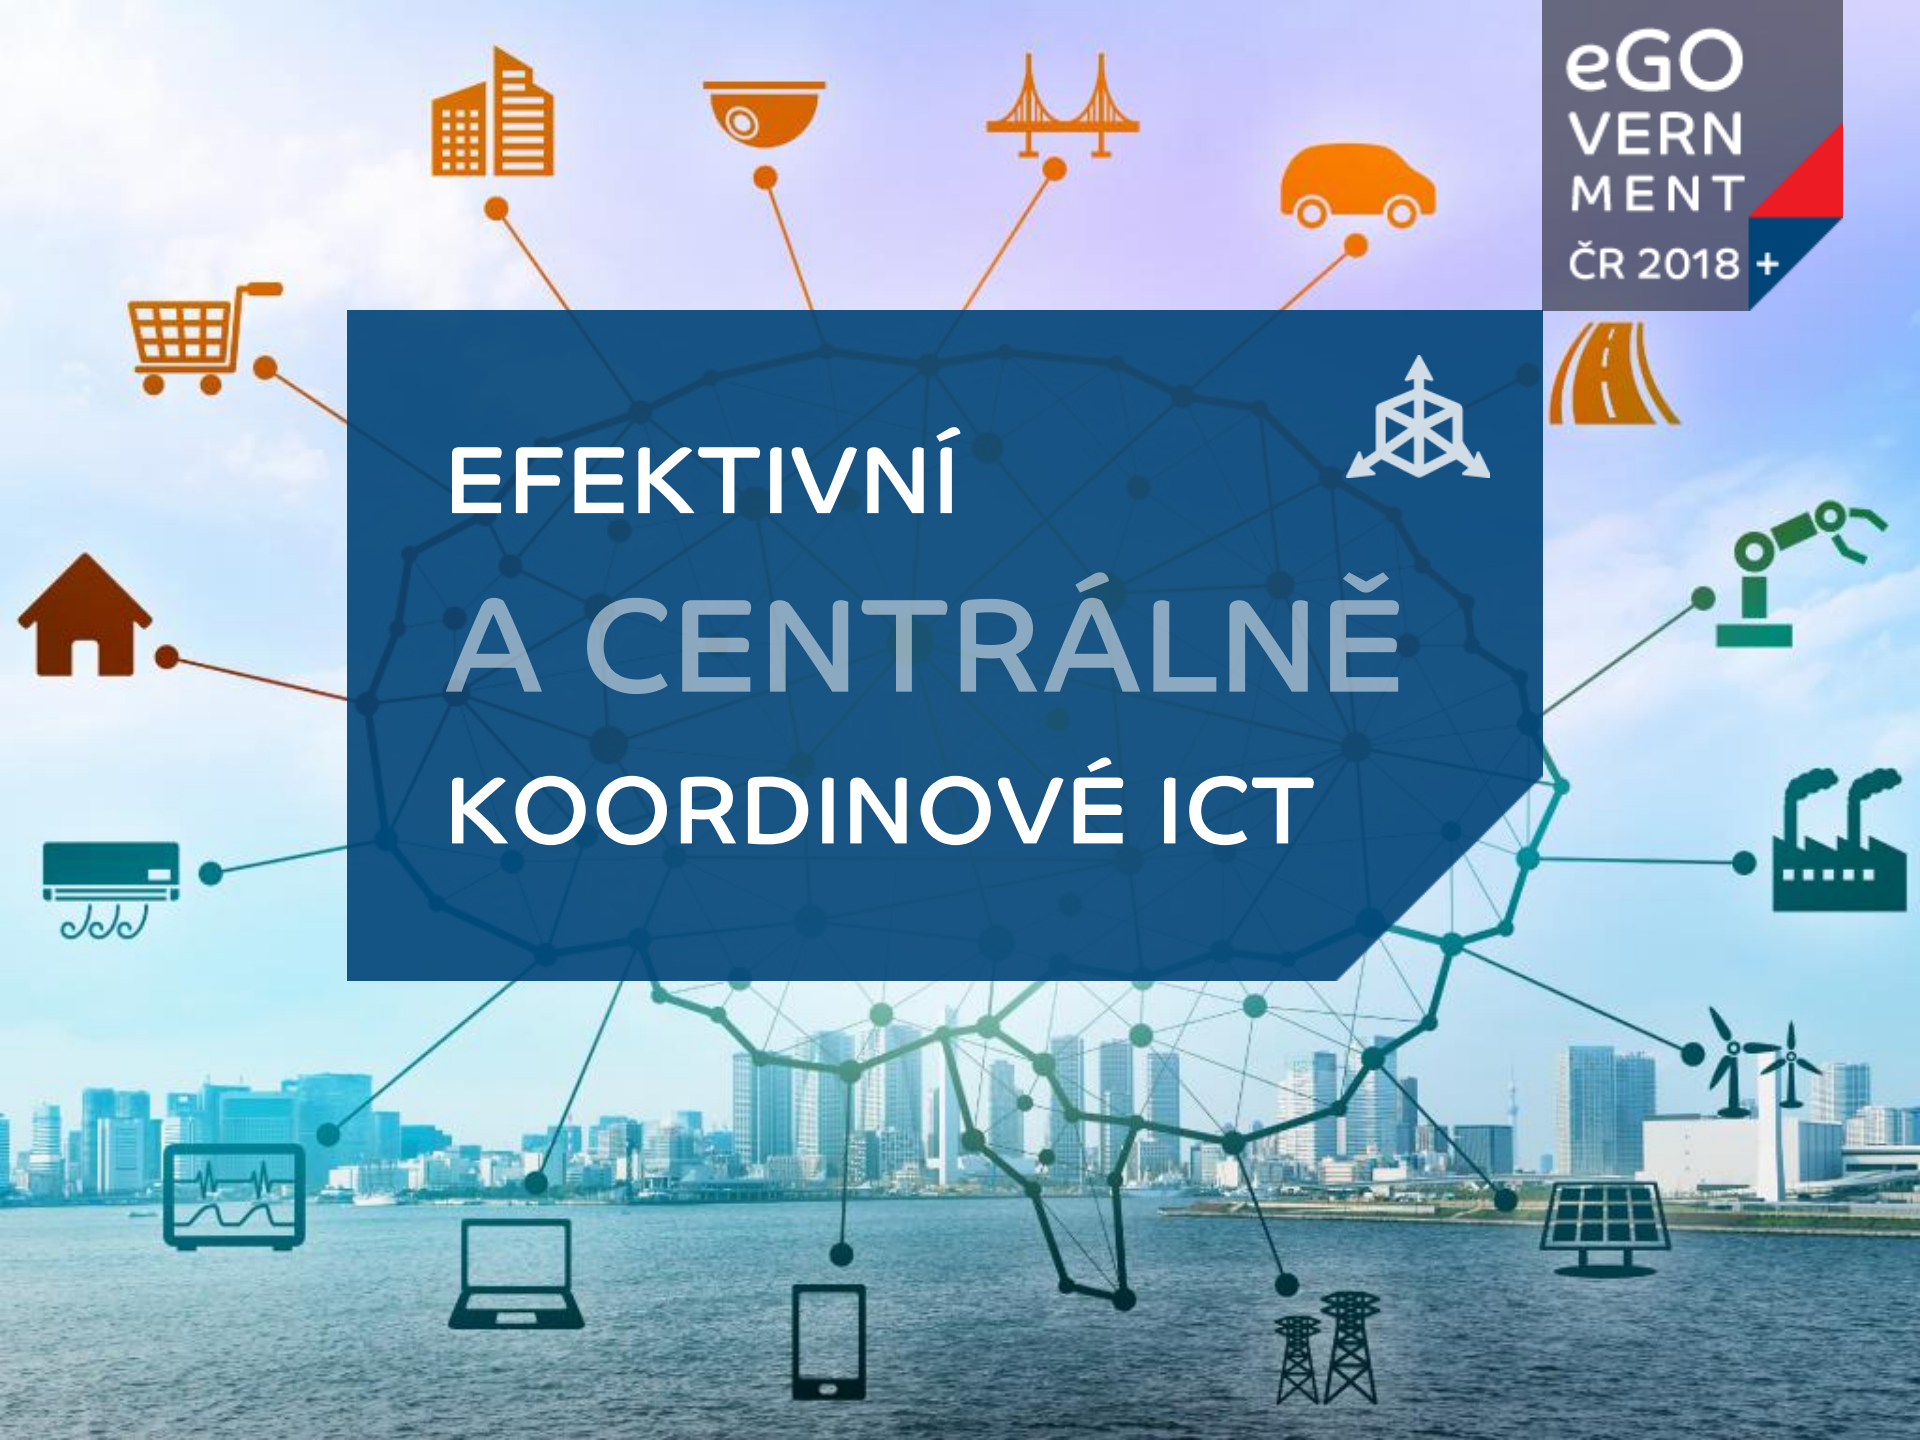 eGO
VERN
MENT
ČR 2018 +
EFEKTIVNÍ
A CENTRÁLNĚ
KOORDINOVÉ ICT